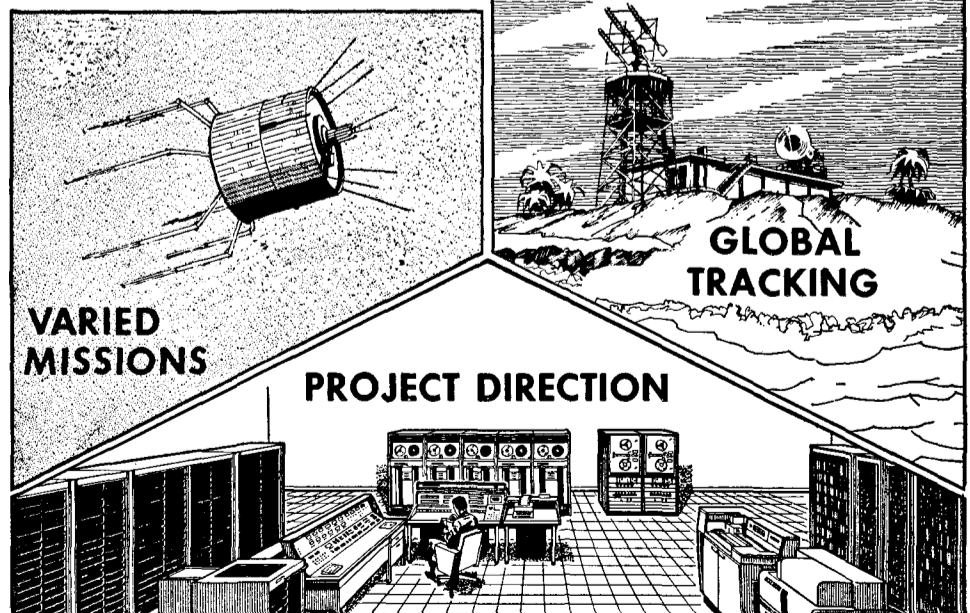 VARIED
MISSIONS
GLOBAL
TRACKING
PROJECT DIRECTION